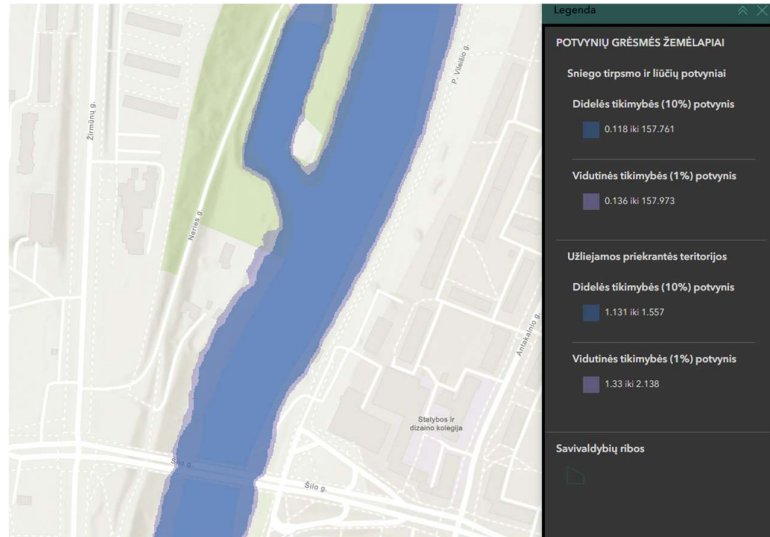 Legenda
POTVYNIŲ GRĖSMĖS ŽEMĖLAPIAI
Sniego tirpsmo ir liūčių potvyniai
Didelės tikimybės (10%) potvynis
0.118 iki 157.761
Vidutinės tikimybės (1%) potvynis
0.136 iki 157.973
Užliejamos priekrantės teritorijos
Didelės tikimybės (10%) potvynis
1.131 iki 1.557
Vidutinės tikimybės (1%) potvynis
1.33 iki 2.138
Savivaldybių ribos
Žirmūnų g.
P. Vileišio g.
Neries g.
Antakalnio g.
Statybos ir
dizaino kolegija
Šilo g.
Šilo g.